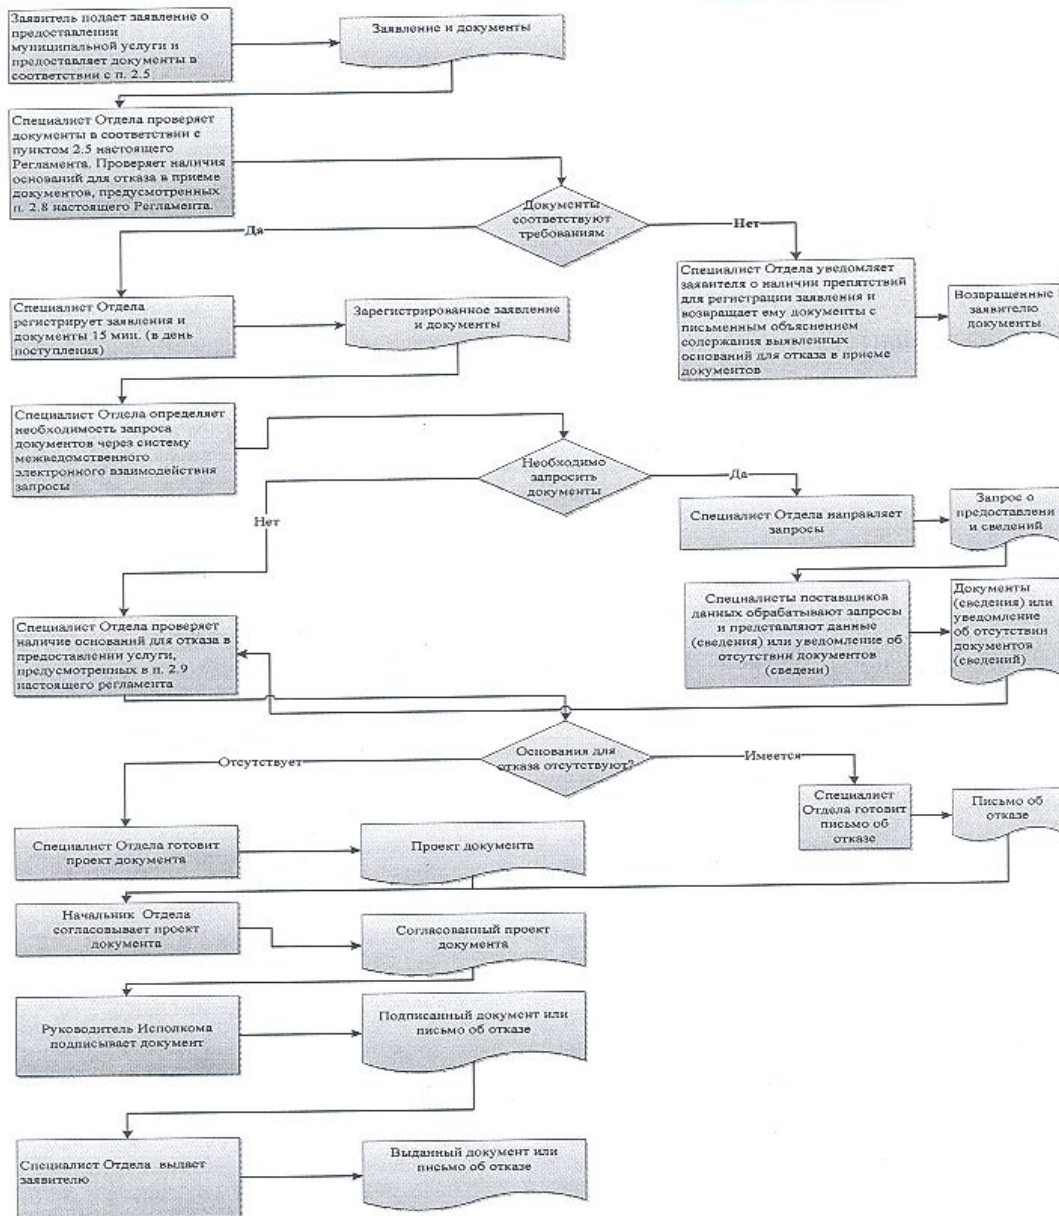 Заявитель подает заявление о
предоставлении
муниципальной услуги и
предоставляет документы в
соответствии с п. 2.5
Заявление и документы
Специалист Отдела проверяет
документы в соответствии с
пунктом 2.5 настоящего
Регламента. Проверяет наличия
оснований для отказа в приеме
документов, предусмотренных
п. 2.8 настоящего Регламента.
Документы
соответствуют
требованиям
Да
Нет
Специалист Отдела
регистрирует заявления и
документы 15 мин. (в день
поступления)
Зарегистрированное заявление
и документы
Специалист Отдела уведомляет
заявителя о наличии препятствий
для регистрации заявления и
возвращает ему документы с
письменным объяснением
содержания выявленных
оснований для отказа в приеме
документов
Возвращенные
заявителю
документы
Специалист Отдела определяет
необходимость запроса
документов через систему
межведомственного
электронного взаимодействия
запросы
Необходимо
запросить
документы
Да
Нет
Специалист Отдела направляет
запросы
Запрос о
предоставлени
и сведений
Специалисты поставщиков
данных обрабатывают запросы
и представляют данные
(сведения) или уведомление об
отсутствии документов
(сведени)
Документы
(сведения) или
уведомление
об отсутствии
документов
(сведений)
Специалист Отдела проверяет
наличие оснований для отказа в
предоставлении услуги,
предусмотренных в п. 2.9
настоящего регламента
Основания для
отказа отсутствуют?
Отсутствует
Имеется
Специалист
Отдела готовит
письмо об
отказе
Письмо об
отказе
Специалист Отдела готовит
проект документа
Проект документа
Начальник Отдела
согласовывает проект
документа
Согласованный проект
документа
Руководитель Исполкома
подписывает документ
Подписанный документ или
письмо об отказе
Специалист Отдела выдает
заявителю
Выданный документ или
письмо об отказе